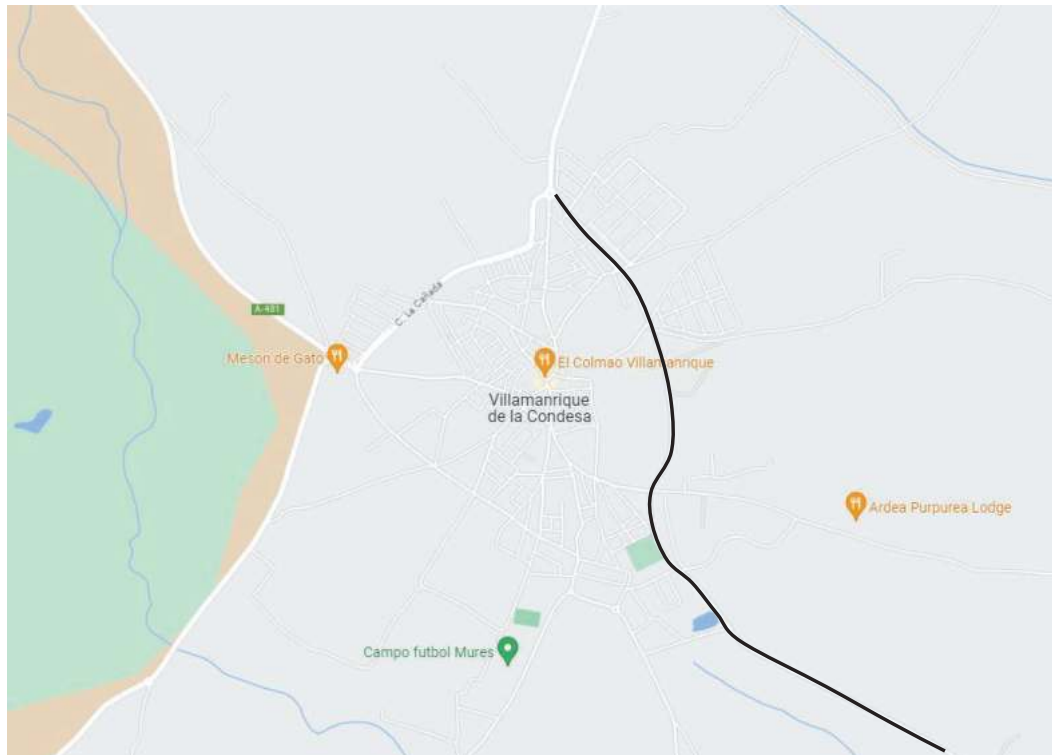 C. La Cañada
A-481
Meson de Gato
El Colmao Villamanrique
Villamanrique
de la Condesa
Ardea Purpurea Lodge
Campo futbol Mures